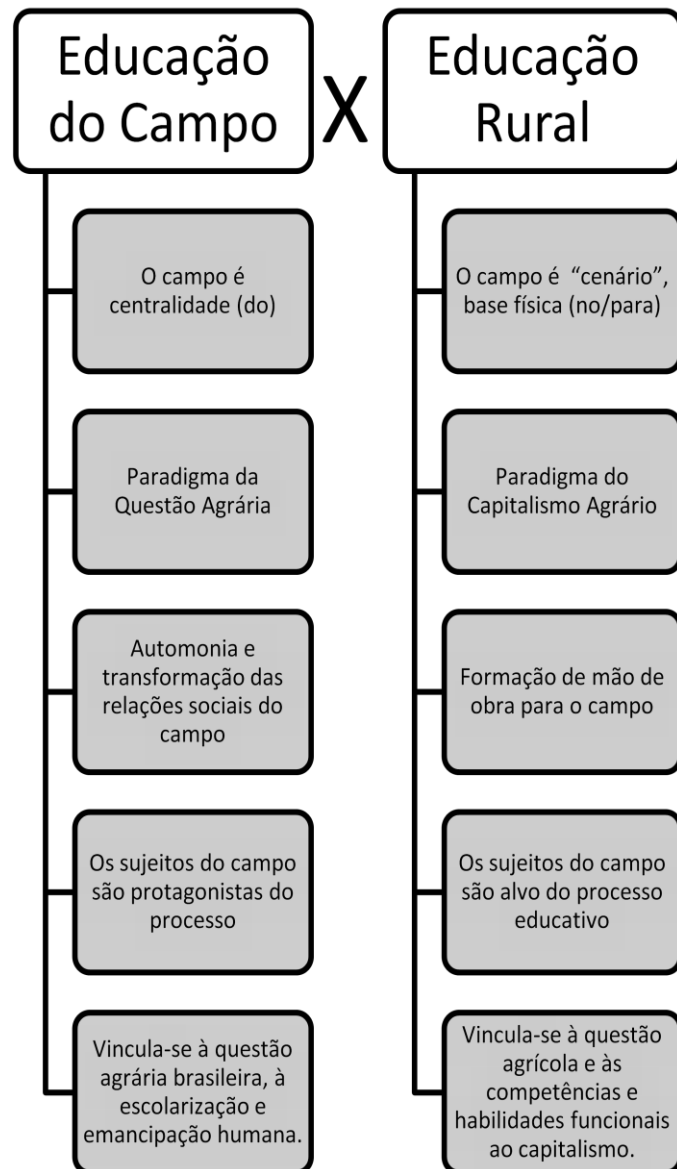 Educação
do Campo
X
Educação
Rural
O campo é
centralidade (do)
Paradigma da
Questão Agrária
Automonia e
transformação das
relações sociais do
campo
Os sujeitos do campo
são protagonistas do
processo
Vincula-se à questão
agrária brasileira, à
escolarização e
emancipação humana.
O campo é “cenário”,
base física (no/para)
Paradigma do
Capitalismo Agrário
Formação de mão de
obra para o campo
Os sujeitos do campo
são alvo do processo
educativo
Vincula-se à questão
agrícola e às
competências e
habilidades funcionais
ao capitalismo.